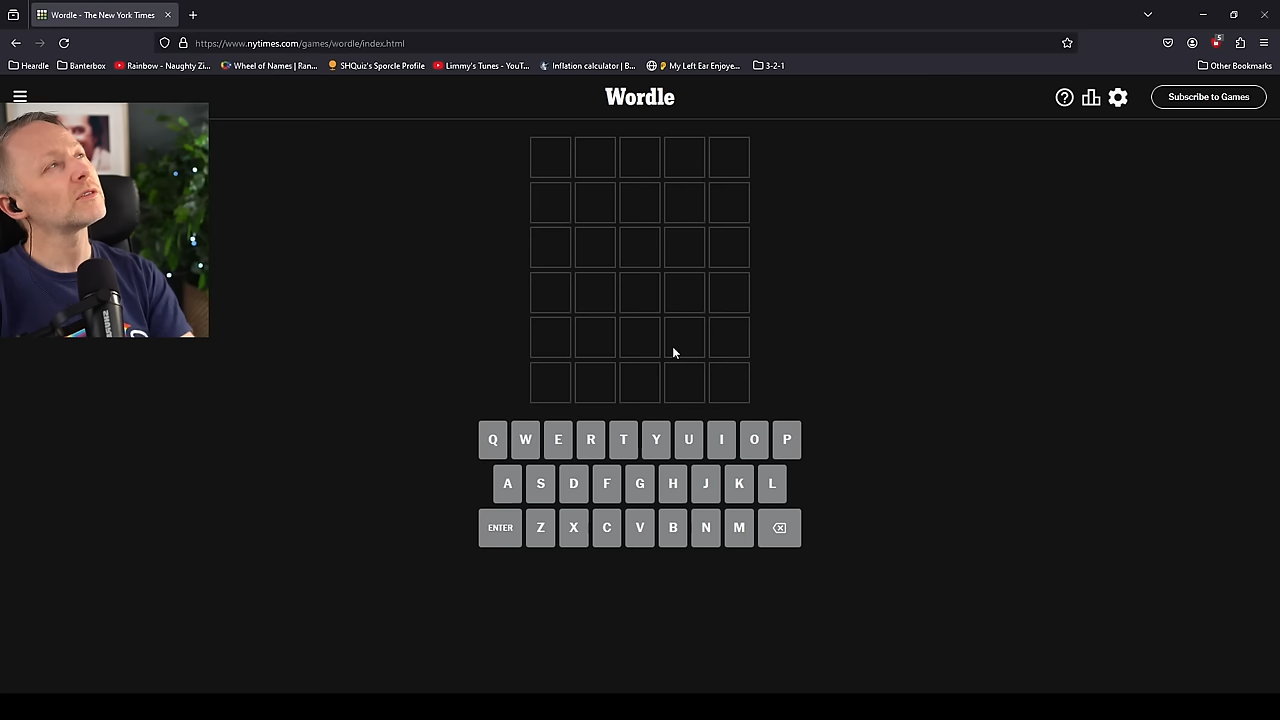 Wordle - The New York Times
https://www.nytimes.com/games/wordle/index.html
Heardle Banterbox Rainbow - Naughty Zi... Wheel of Names | Ran... SHQuiz's Sporcle Profile Limmy's Tunes - YouT... Inflation calculator | B... My Left Ear Enjoye... 3-2-1 Other Bookmarks
Wordle
Subscribe to Games
Q W E R T Y U I O P
A S D F G H J K L
ENTER Z X C V B N M